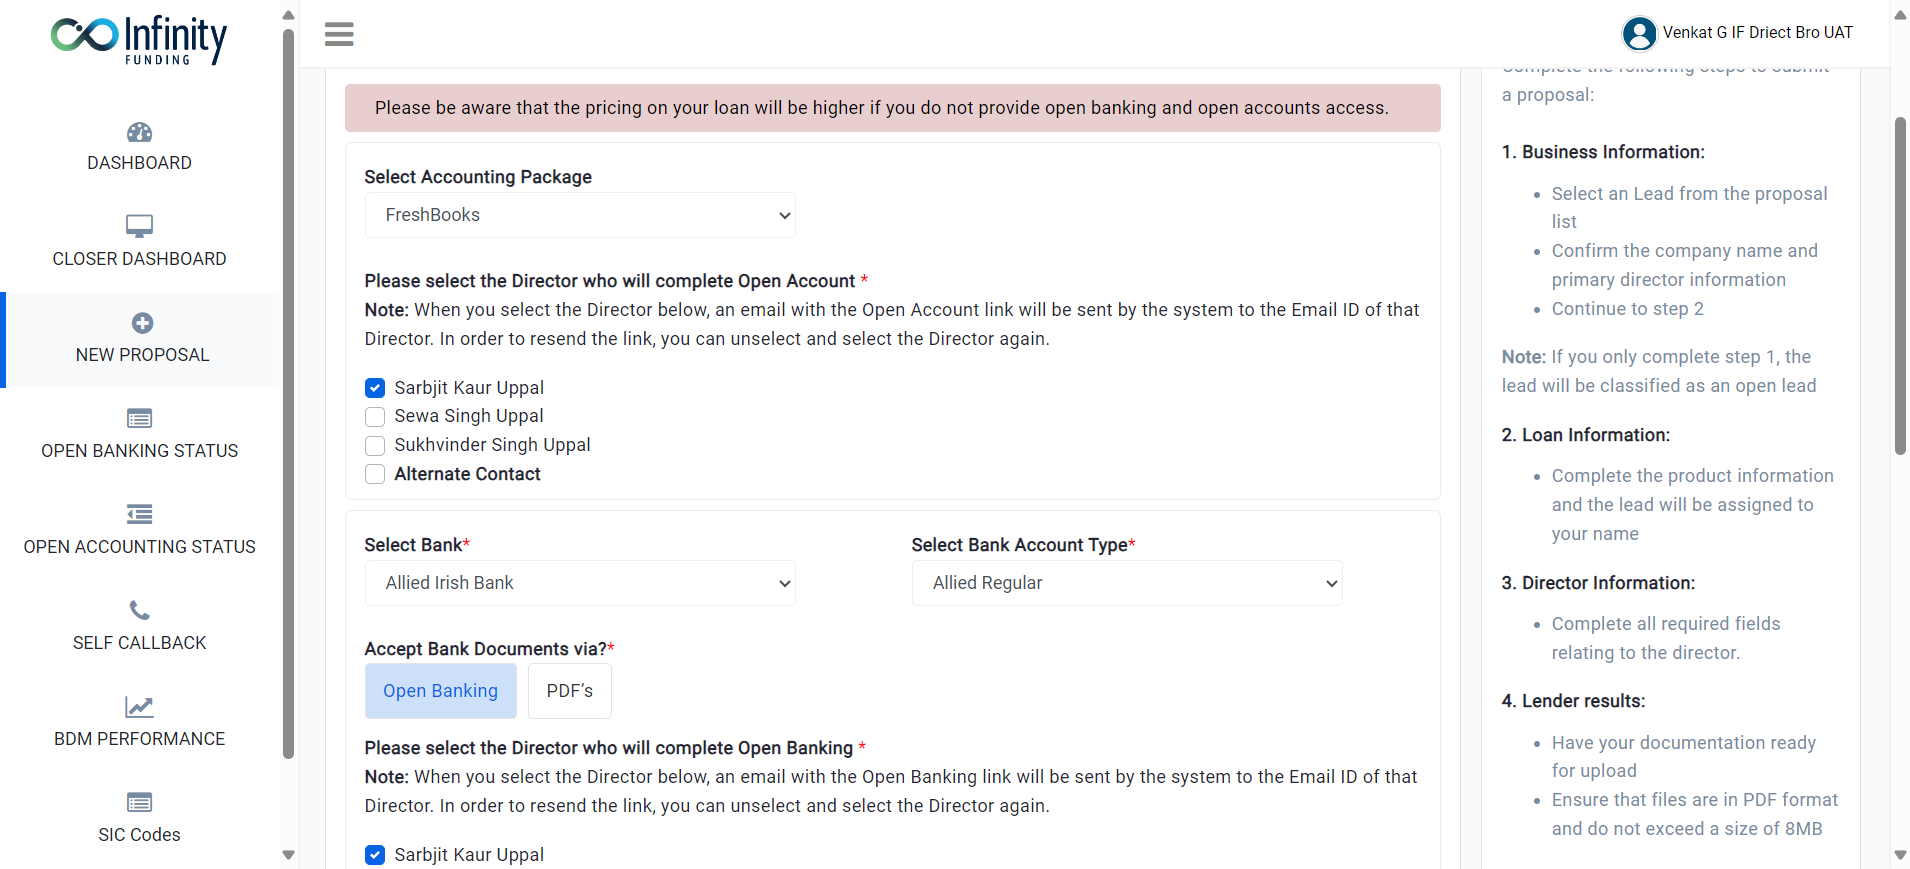 Infinity
FUNDING
DASHBOARD
CLOSER DASHBOARD
NEW PROPOSAL
OPEN BANKING STATUS
OPEN ACCOUNTING STATUS
SELF CALLBACK
BDM PERFORMANCE
SIC Codes
Venkat G IF Driect Bro UAT
Please be aware that the pricing on your loan will be higher if you do not provide open banking and open accounts access.
Select Accounting Package
FreshBooks
Please select the Director who will complete Open Account *
Note: When you select the Director below, an email with the Open Account link will be sent by the system to the Email ID of that
Director. In order to resend the link, you can unselect and select the Director again.
Sarbjit Kaur Uppal
Sewa Singh Uppal
Sukhvinder Singh Uppal
Alternate Contact
Select Bank*
Allied Irish Bank
Select Bank Account Type*
Allied Regular
Accept Bank Documents via?*
Open Banking
PDF’s
Please select the Director who will complete Open Banking *
Note: When you select the Director below, an email with the Open Banking link will be sent by the system to the Email ID of that
Director. In order to resend the link, you can unselect and select the Director again.
Sarbjit Kaur Uppal
Complete the following steps to submit
a proposal:
1. Business Information:
Select an Lead from the proposal
list
Confirm the company name and
primary director information
Continue to step 2
Note: If you only complete step 1, the
lead will be classified as an open lead
2. Loan Information:
Complete the product information
and the lead will be assigned to
your name
3. Director Information:
Complete all required fields
relating to the director.
4. Lender results:
Have your documentation ready
for upload
Ensure that files are in PDF format
and do not exceed a size of 8MB